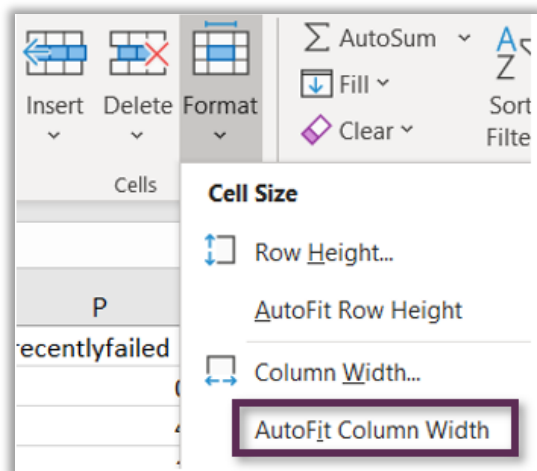 AutoSum
Fill
Clear
A
Z
Insert
Delete
Format
Sort
Cells
Cell Size
Row Height...
AutoFit Row Height
Column Width...
AutoFit Column Width
P
recentlyfailed